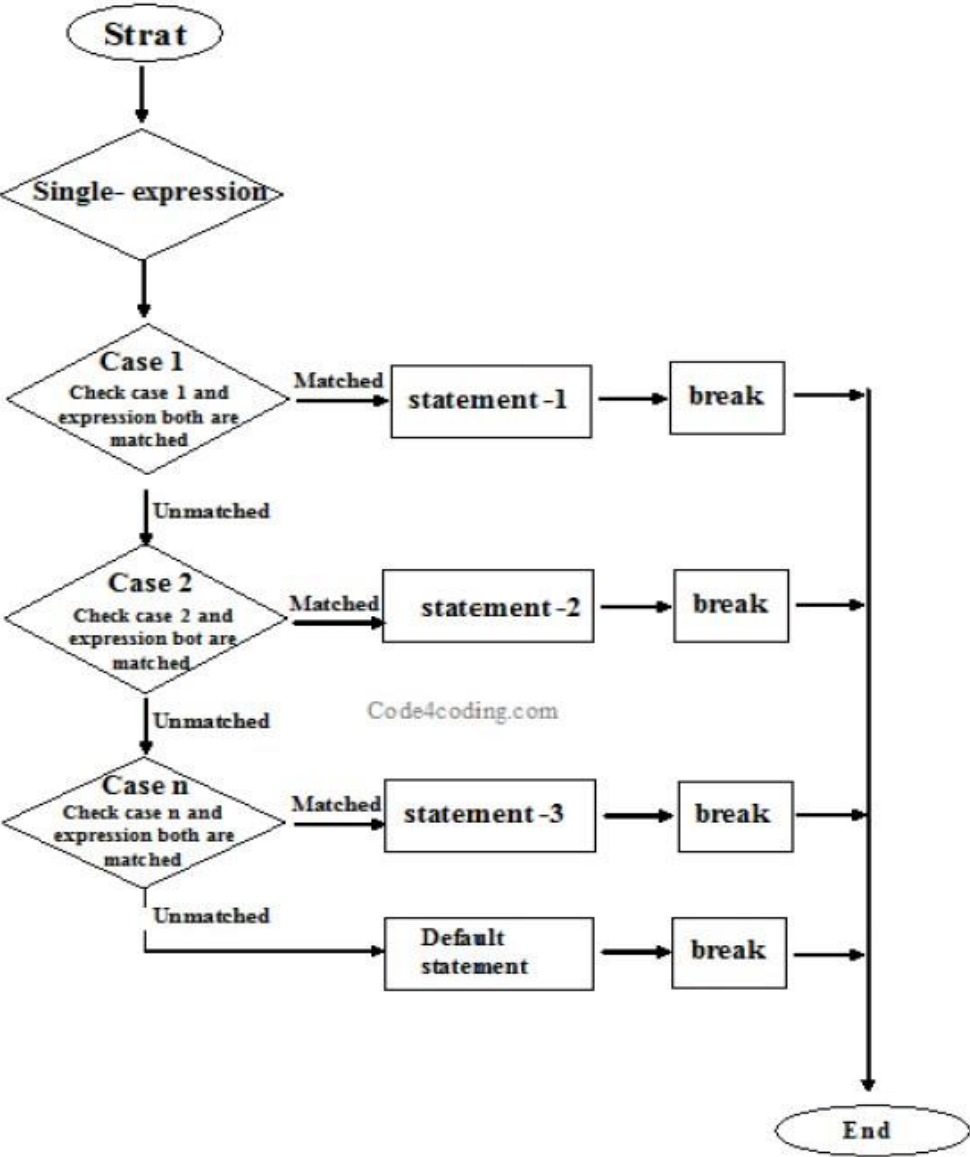 Strat
Single- expression
Case 1
Check case 1 and
expression both are
matched
Matched
statement-1
break
Unmatched
Case 2
Check case 2 and
expression bot are
matched
Matched
statement-2
break
Code4coding.com
Unmatched
Case n
Check case n and
expression both are
matched
Matched
statement-3
break
Unmatched
Default
statement
break
End